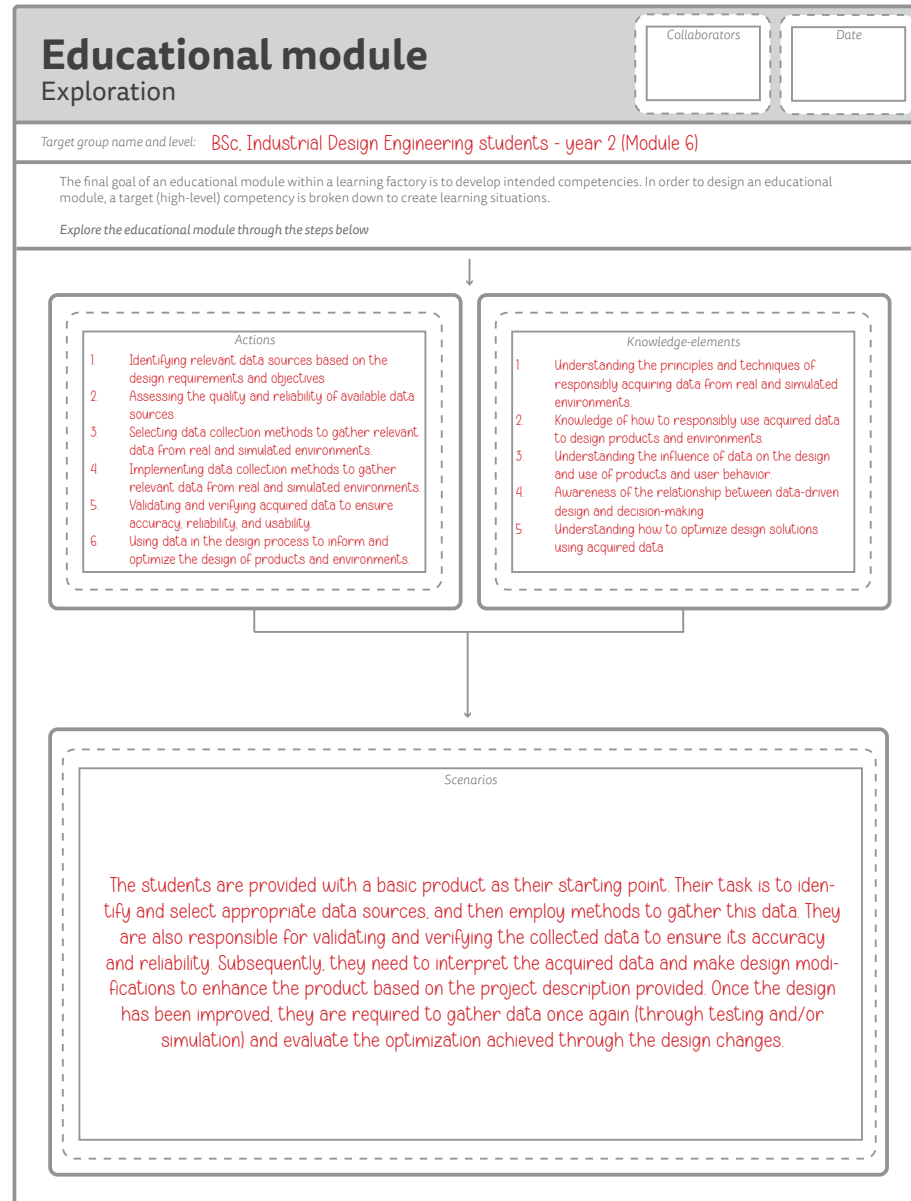 Educational module
Exploration
Collaborators
Date
Target group name and level: BSc. Industrial Design Engineering students - year 2 (Module 6)
The final goal of an educational module within a learning factory is to develop intended competencies. In order to design an educational
module, a target (high-level) competency is broken down to create learning situations.
Explore the educational module through the steps below
Actions
1. Identifying relevant data sources based on the
design requirements and objectives
2. Assessing the quality and reliability of available data
sources
3. Selecting data collection methods to gather relevant
data from real and simulated environments.
4. Implementing data collection methods to gather
relevant data from real and simulated environments.
5. Validating and verifying acquired data to ensure
accuracy, reliability, and usability.
6. Using data in the design process to inform and
optimize the design of products and environments.
Knowledge-elements
1. Understanding the principles and techniques of
responsibly acquiring data from real and simulated
environments.
2. Knowledge of how to responsibly use acquired data
to design products and environments.
3. Understanding the influence of data on the design
and use of products and user behavior.
4. Awareness of the relationship between data-driven
design and decision-making
5. Understanding how to optimize design solutions
using acquired data
Scenarios
The students are provided with a basic product as their starting point. Their task is to iden-
tify and select appropriate data sources, and then employ methods to gather this data. They
are also responsible for validating and verifying the collected data to ensure its accuracy
and reliability. Subsequently, they need to interpret the acquired data and make design modi-
fications to enhance the product based on the project description provided. Once the design
has been improved, they are required to gather data once again (through testing and/or
simulation) and evaluate the optimization achieved through the design changes.